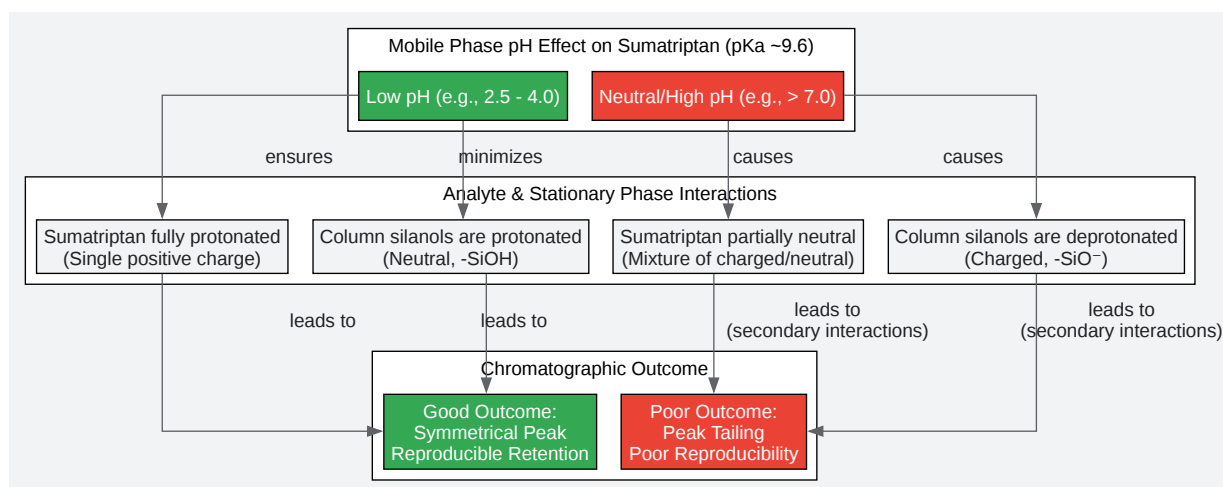 Mobile Phase pH Effect on Sumatriptan (pKa ~9.6)
Low pH (e.g., 2.5 - 4.0)
Neutral/High pH (e.g., > 7.0)
ensures
minimizes
causes
causes
Analyte & Stationary Phase Interactions
Sumatriptan fully protonated
(Single positive charge)
Column silanols are protonated
(Neutral, -SiOH)
Sumatriptan partially neutral
(Mixture of charged/neutral)
Column silanols are deprotonated
(Charged, -SiO⁻)
leads to
leads to
leads to
(secondary interactions)
leads to
(secondary interactions)
Chromatographic Outcome
Good Outcome:
Symmetrical Peak
Reproducible Retention
Poor Outcome:
Peak Tailing
Poor Reproducibility